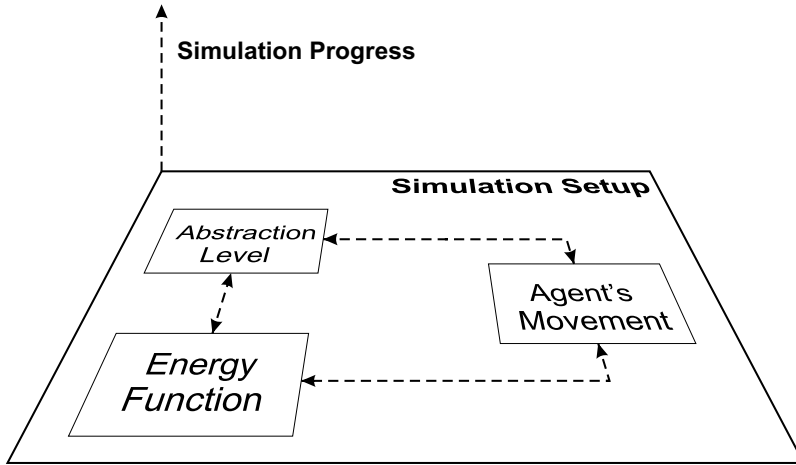 Simulation Progress
Simulation Setup
Abstraction
Level
Agent's
Movement
Energy
Function